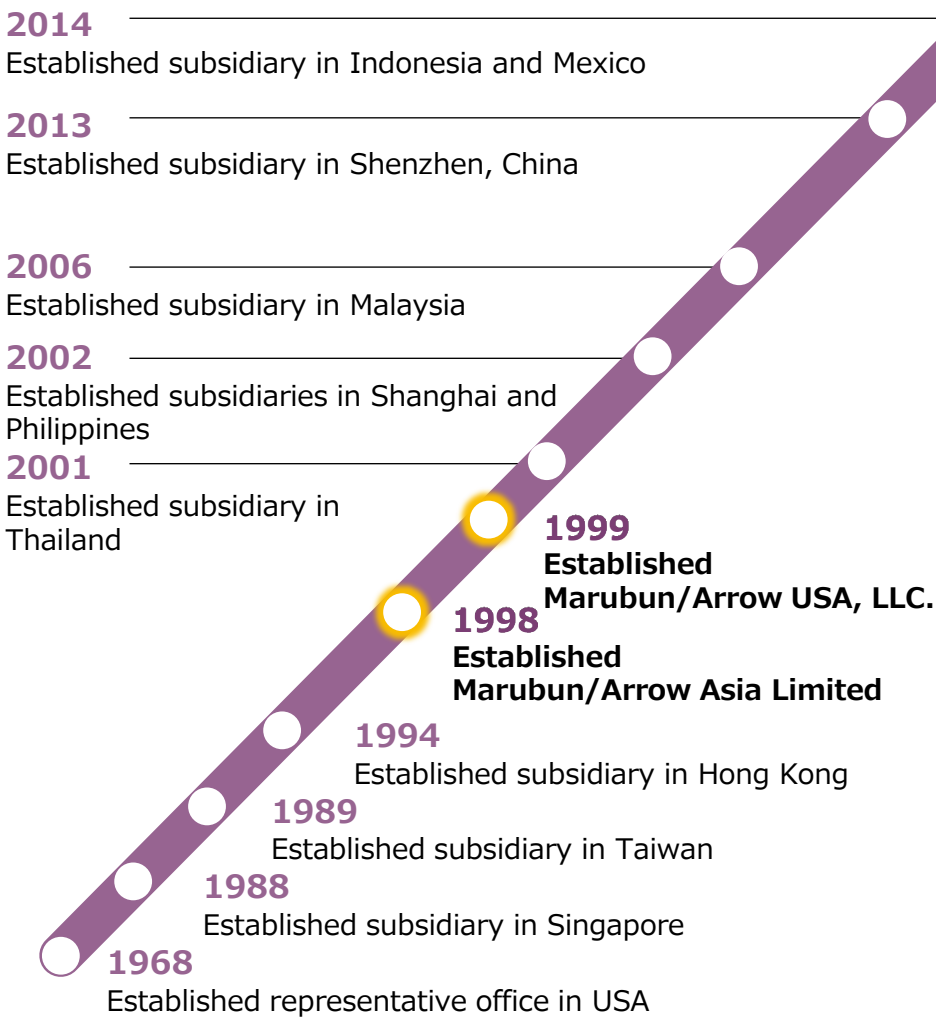 2014
Established subsidiary in Indonesia and Mexico
2013
Established subsidiary in Shenzhen, China
2006
Established subsidiary in Malaysia
2002
Established subsidiaries in Shanghai and
Philippines
2001
Established subsidiary in
Thailand
1999
Established
Marubun/Arrow USA, LLC.
1998
Established
Marubun/Arrow Asia Limited
1994
Established subsidiary in Hong Kong
1989
Established subsidiary in Taiwan
1988
Established subsidiary in Singapore
1968
Established representative office in USA